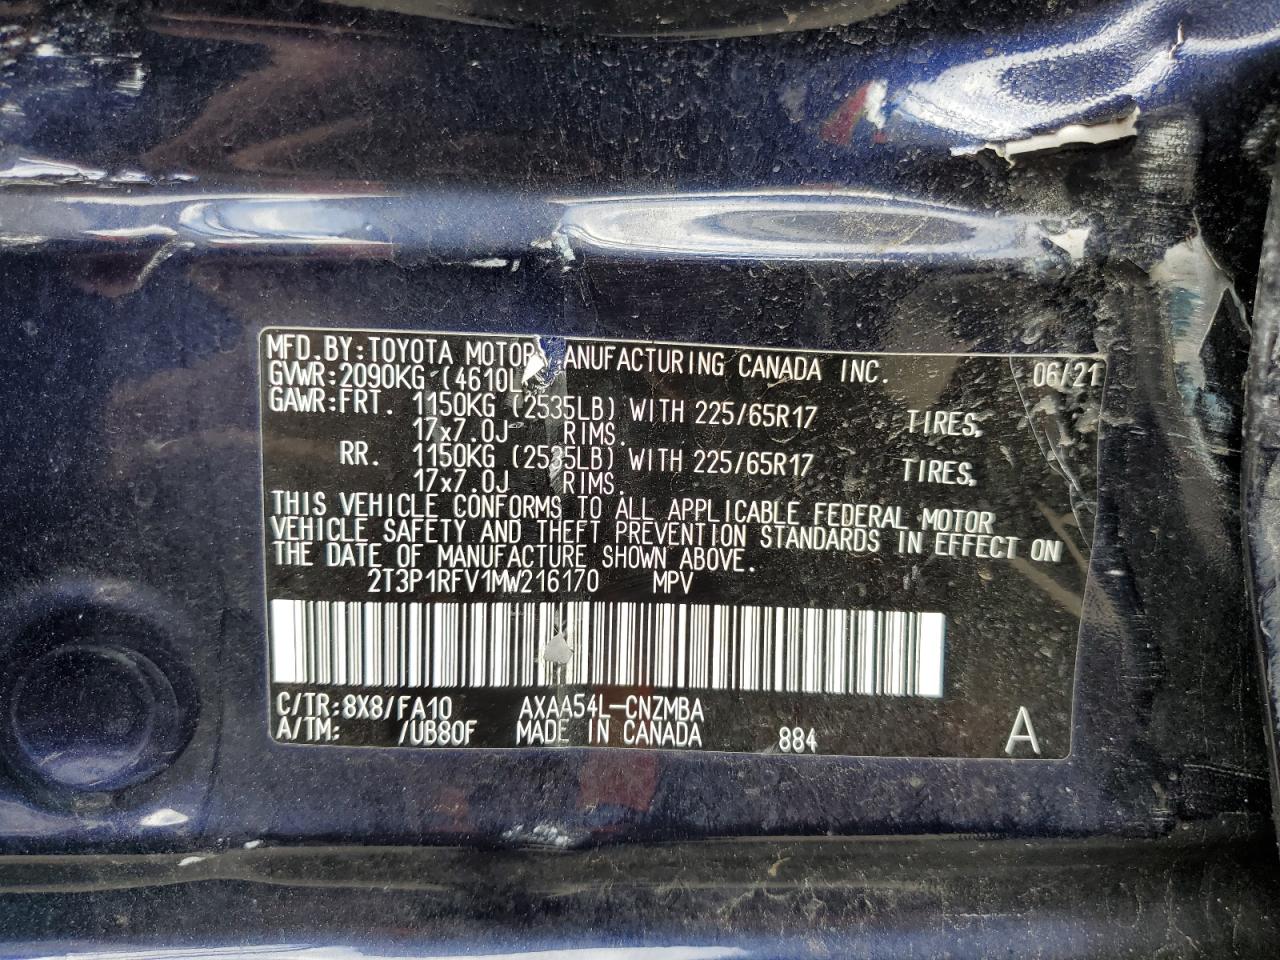 MFD.BY:TOYOTA MOTOR ANUFACTURING CANADA INC. 06/21
GVWR:2090KG (4610L
GAWR:FRT. 1150KG (2535LB) WITH 225/65R17 TIRES,
17x7.0J RIMS.
RR. 1150KG (2535LB) WITH 225/65R17 TIRES,
17x7.0J RIMS.
THIS VEHICLE CONFORMS TO ALL APPLICABLE FEDERAL MOTOR
VEHICLE SAFETY AND THEFT PREVENTION STANDARDS IN EFFECT ON
THE DATE OF MANUFACTURE SHOWN ABOVE.
2T3P1RFV1MW216170 MPV
C/TR:8X8/FA10 AXAA54L-CNZMBA
A/TM: /UB80F MADE IN CANADA 884 A